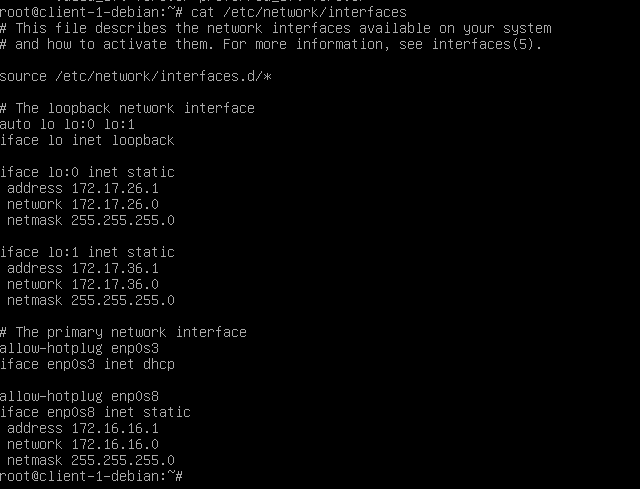 root@client-1-debian:~# cat /etc/network/interfaces
# This file describes the network interfaces available on your system
# and how to activate them. For more information, see interfaces(5).
source /etc/network/interfaces.d/*
# The loopback network interface
auto lo lo:0 lo:1
iface lo inet loopback
iface lo:0 inet static
 address 172.17.26.1
 network 172.17.26.0
 netmask 255.255.255.0
iface lo:1 inet static
 address 172.17.36.1
 network 172.17.36.0
 netmask 255.255.255.0
# The primary network interface
allow-hotplug enp0s3
iface enp0s3 inet dhcp
allow-hotplug enp0s8
iface enp0s8 inet static
 address 172.16.16.1
 network 172.16.16.0
 netmask 255.255.255.0
root@client-1-debian:~#